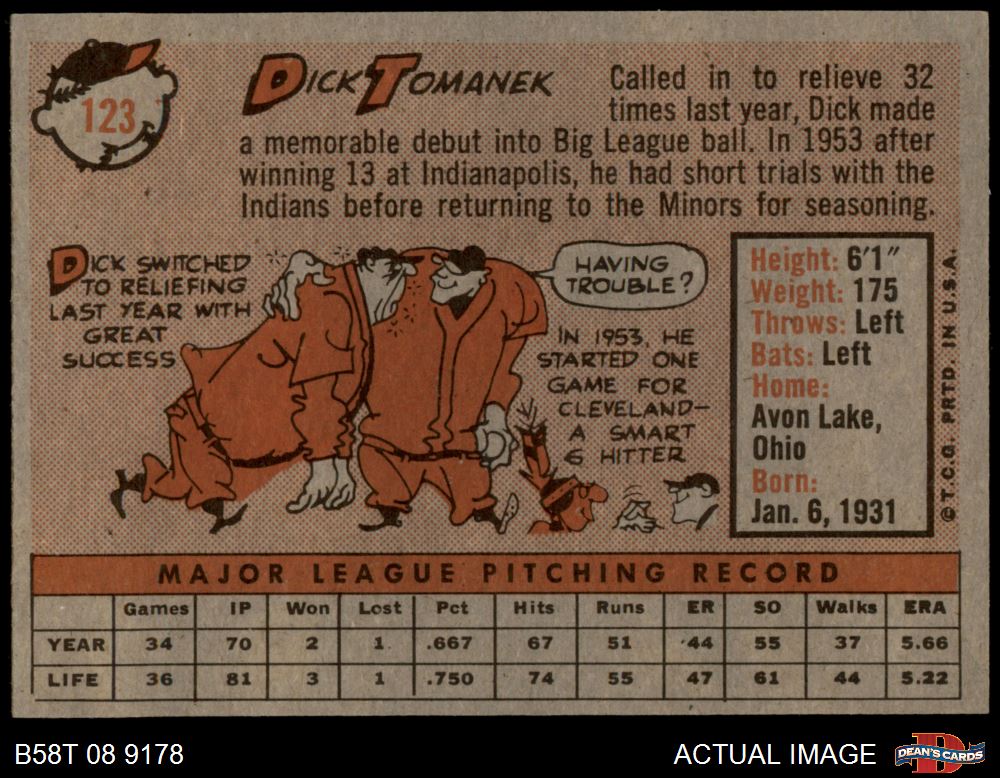 123
DICK TOMANEK
Called in to relieve 32
times last year, Dick made
a memorable debut into Big League ball. In 1953 after
winning 13 at Indianapolis, he had short trials with the
Indians before returning to the Minors for seasoning.
DICK SWITCHED
TO RELIEFING
LAST YEAR WITH
GREAT
SUCCESS
HAVING
TROUBLE?
IN 1953, HE
STARTED ONE
GAME FOR
CLEVELAND—
A SMART
6 HITTER
Height: 6'1"
Weight: 175
Throws: Left
Bats: Left
Home:
Avon Lake,
Ohio
Born:
Jan. 6, 1931
© T.C.G. PRTD. IN U.S.A.
MAJOR LEAGUE PITCHING RECORD
Games IP Won Lost Pct Hits Runs ER SO Walks ERA
YEAR 34 70 2 1 .667 67 51 44 55 37 5.66
LIFE 36 81 3 1 .750 74 55 47 61 44 5.22
B58T 08 9178
ACTUAL IMAGE
DEAN'S CARDS